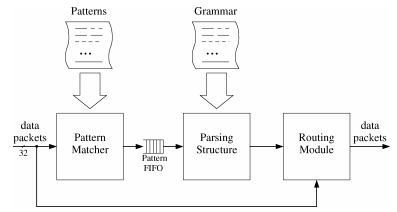 Patterns
Grammar
data
packets
32
Pattern
Matcher
Pattern
FIFO
Parsing
Structure
Routing
Module
data
packets